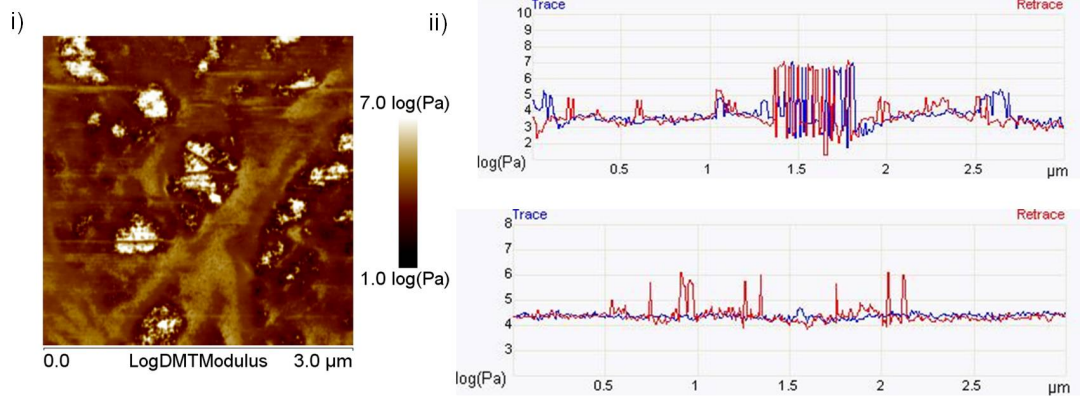 i)
7.0 log(Pa)
1.0 log(Pa)
0.0 LogDMTModulus 3.0 µm
ii)
Trace Retrace
10
9
8
7
6
5
4
3
2
log(Pa) 0.5 1 1.5 2 2.5 µm
Trace Retrace
8
7
6
5
4
3
log(Pa) 0.5 1 1.5 2 2.5 µm